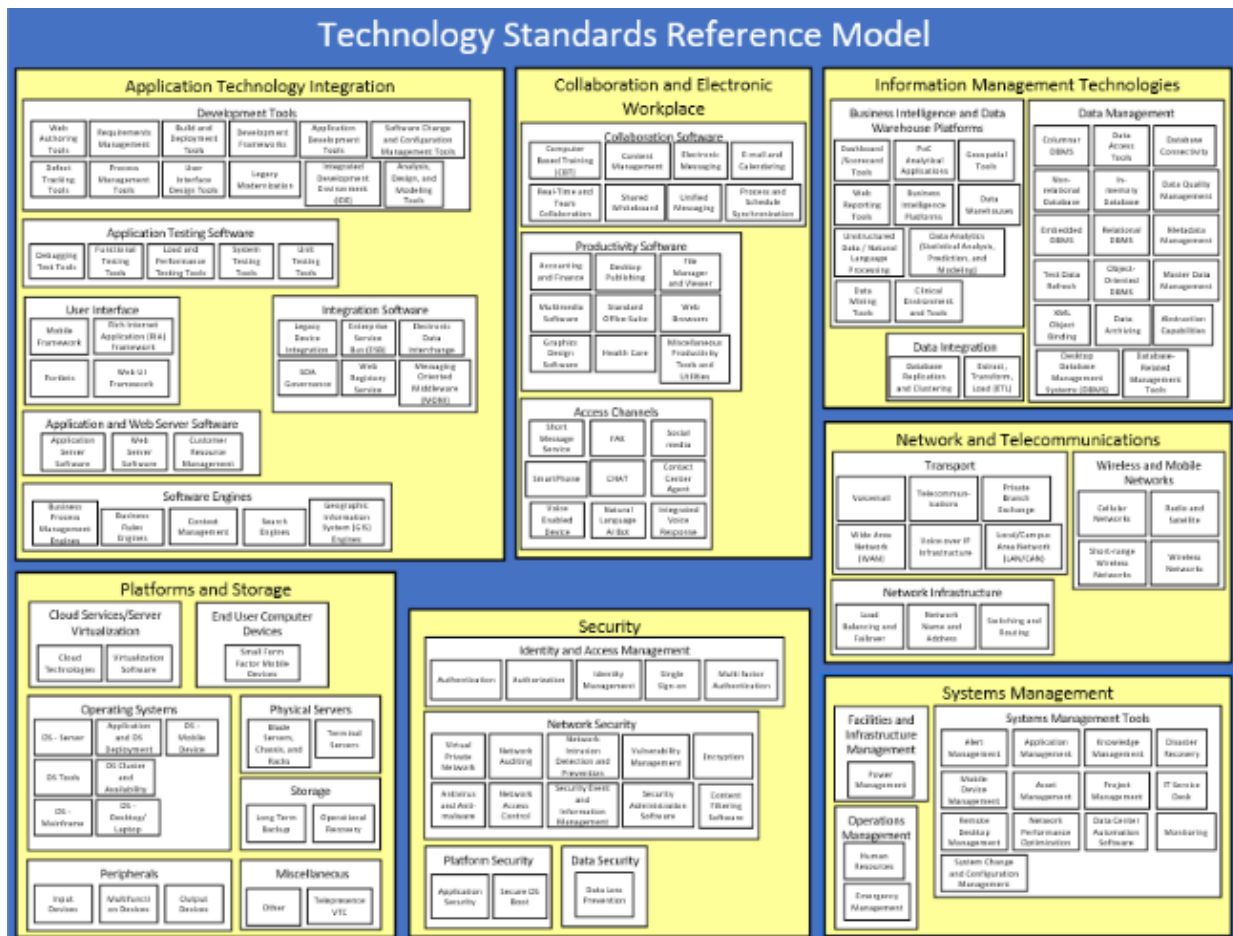 Technology Standards Reference Model
Application Technology Integration
Development Tools
Web
Authoring
Tools
Requirements
Management
Build and
Deployment Tools
Development
Frameworks
Application
Development
Tools
Software Change
and Configuration
Management Tools
Defect
Tracking Tools
Process
Management Tools
User
Interface
Design Tools
Legacy
Modernization
Integrated
Development
Environment
(IDE)
Analysis,
Design, and
Modeling
Tools
Application Testing Software
Debugging
Test Tools
Functional
Testing
Tools
Load and
Performance
Testing Tools
System
Testing
Tools
Unit
Testing
Tools
User Interface
Mobile
Framework
Rich Internet
Application (RIA)
Framework
Portlets
Web UI
Framework
Integration Software
Legacy
Device
Integration
Enterprise
Service
Bus (ESB)
Electronic
Data
Interchange
SOA
Governance
Web
Registry
Service
Messaging
Oriented
Middleware
Application and Web Server Software
Application
Server
Software
Web
Server
Software
Customer
Resource
Management
Software Engines
Business
Process
Management
Engines
Business
Rules
Engines
Content
Management
Search
Engines
Geographic
Information
System (GIS)
Engines
Collaboration and Electronic
Workplace
Collaboration Software
Computer
Based Training
(CBT)
Content
Management
Electronic
Messaging
E-mail and
Calendaring
Real-Time and
Team
Collaboration
Shared
Whiteboard
Unified
Messaging
Process and
Schedule
Synchronization
Productivity Software
Accounting
and Finance
Desktop
Publishing
File
Manager
and Viewer
Multimedia
Software
Standard
Office Suite
Web
Browsers
Graphics
Design
Software
Health Care
Miscellaneous
Productivity
Tools and
Utilities
Access Channels
Short
Message
Service
FAX
Social
media
SmartPhone
CHAT
Contact
Center
Agent
Voice
Enabled
Device
Natural
Language
AI Bot
Integrated
Voice
Response
Information Management Technologies
Business Intelligence and Data
Warehouse Platforms
Dashboard
/Scorecard
Tools
PoC
Analytical
Applications
Geospatial
Tools
Web
Reporting
Tools
Business
Intelligence
Platforms
Data
Warehouses
Unstructured
Data / Natural
Language
Processing
Data Analytics
(Statistical Analysis,
Prediction, and
Modeling)
Data
Mining
Tools
Clinical
Environment
and Tools
Data Integration
Database
Replication
and Clustering
Extract,
Transform,
Load (ETL)
Data Management
Columnar
DBMS
Data
Access
Tools
Database
Connectivity
Non-
relational
Database
In-
memory
Database
Data Quality
Management
Embedded
DBMS
Relational
DBMS
Metadata
Management
Test Data
Refresh
Object-
Oriented
DBMS
Master Data
Management
XML
Object
Binding
Data
Archiving
Abstraction
Capabilities
Desktop
Database
Management
Systems (DBMS)
Database-
Related
Management
Tools
Network and Telecommunications
Transport
Voicemail
Telecommun-
ications
Private
Branch
Exchange
Wide Area
Network
(WAN)
Voice over IP
Infrastructure
Local/Campus
Area Network
(LAN/CAN)
Wireless and Mobile
Networks
Cellular
Networks
Radio and
Satellite
Short-range
Wireless
Networks
Wireless
Networks
Network Infrastructure
Load
Balancing and
Failover
Network
Name and
Address
Switching and
Routing
Platforms and Storage
Cloud Services/Server
Virtualization
Cloud
Technologies
Virtualization
Software
End User Computer
Devices
Small Form
Factor Mobile
Devices
Operating Systems
OS - Server
Application
and OS
Deployment
OS -
Mobile
Device
OS Tools
OS Cluster
and
Availability
OS -
Mainframe
OS -
Desktop/
Laptop
Physical Servers
Blade
Servers,
Chassis, and
Racks
Terminal
Servers
Storage
Long Term
Backup
Operational
Recovery
Peripherals
Input
Devices
Multifuncti
on Devices
Output
Devices
Miscellaneous
Other
Telepresence
VTC
Security
Identity and Access Management
Authentication
Authorization
Identity
Management
Single
Sign-on
Multi factor
Authentication
Network Security
Virtual
Private
Network
Network
Auditing
Network
Intrusion
Detection and
Prevention
Vulnerability
Management
Encryption
Antivirus
and Anti-
malware
Network
Access
Control
Security Event
and
Information
Management
Security
Administration
Software
Content
Filtering
Software
Platform Security
Application
Security
Secure OS
Boot
Data Security
Data Loss
Prevention
Systems Management
Facilities and
Infrastructure
Management
Power
Management
Operations
Management
Human
Resources
Emergency
Management
Systems Management Tools
Alert
Management
Application
Management
Knowledge
Management
Disaster
Recovery
Mobile
Device
Management
Asset
Management
Project
Management
IT Service
Desk
Remote
Desktop
Management
Network
Performance
Optimization
Data Center
Automation
Software
Monitoring
System Change
and Configuration
Management